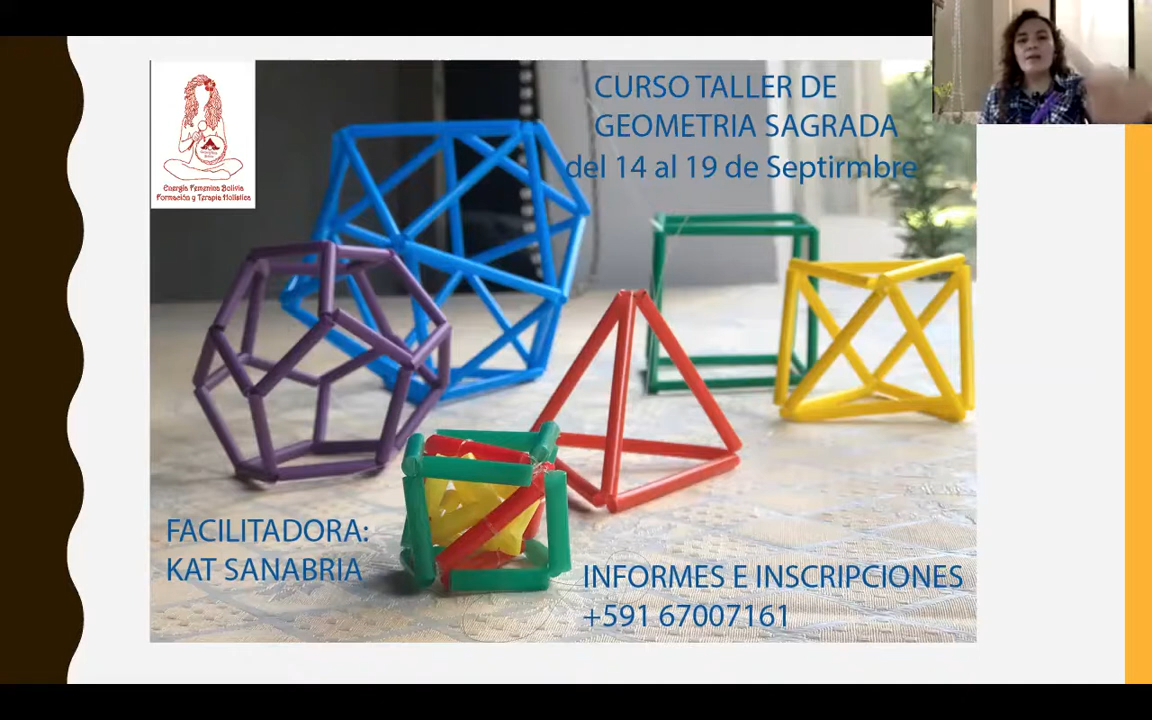 CURSO TALLER DE
GEOMETRIA SAGRADA
del 14 al 19 de Septirmbre
Energía Femenina Bolivia
Formación y Terapia Holística
FACILITADORA:
KAT SANABRIA
INFORMES E INSCRIPCIONES
+591 67007161